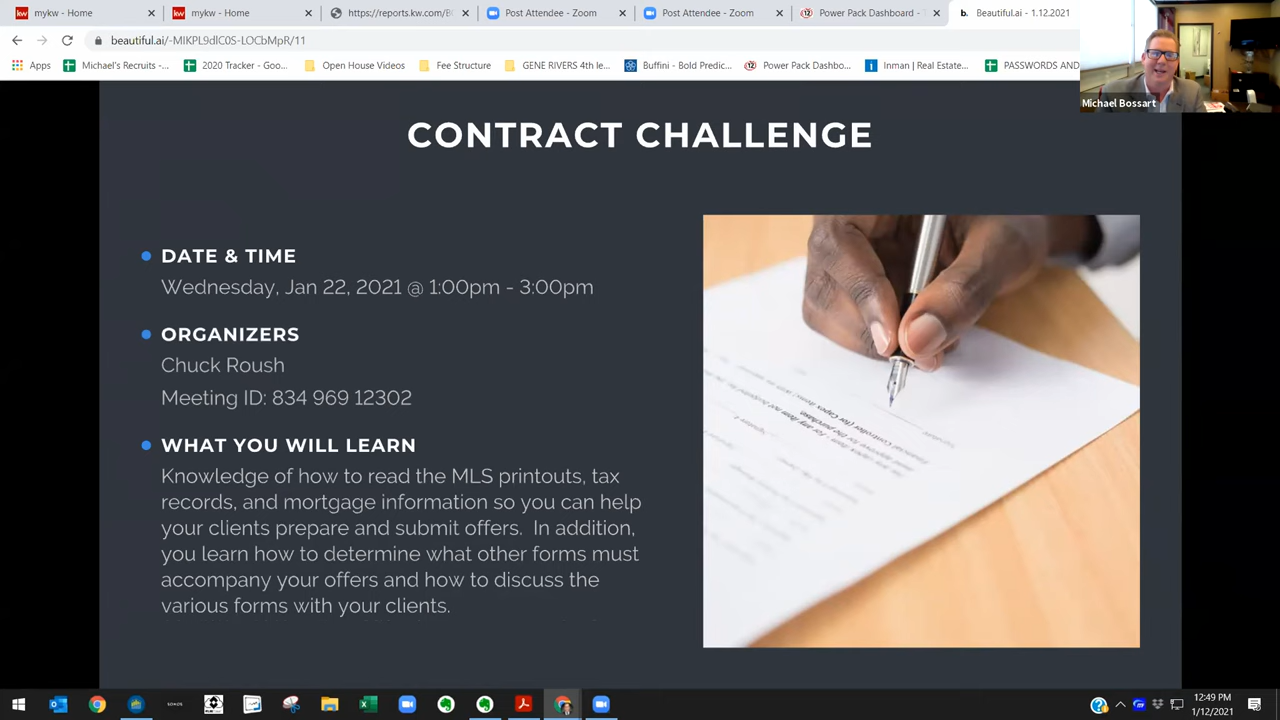 mykw - Home
mykw - Home
https://reports.kw.com/B
Post Attendee - Zoom
Post Attendee - Zoom
Power Pack Dashboard -
b. Beautiful.ai - 1.12.2021
beautiful.ai/-MIKPL9dlC0S-LOCbMpR/11
Apps
Michael's Recruits -...
2020 Tracker - Goo...
Open House Videos
Fee Structure
GENE RIVERS 4th le...
Buffini - Bold Predic...
Power Pack Dashbo...
Inman | Real Estate...
PASSWORDS AND
Michael Bossart
CONTRACT CHALLENGE
DATE & TIME
Wednesday, Jan 22, 2021 @ 1:00pm - 3:00pm
ORGANIZERS
Chuck Roush
Meeting ID: 834 969 12302
WHAT YOU WILL LEARN
Knowledge of how to read the MLS printouts, tax
records, and mortgage information so you can help
your clients prepare and submit offers. In addition,
you learn how to determine what other forms must
accompany your offers and how to discuss the
various forms with your clients.
12:49 PM
1/12/2021